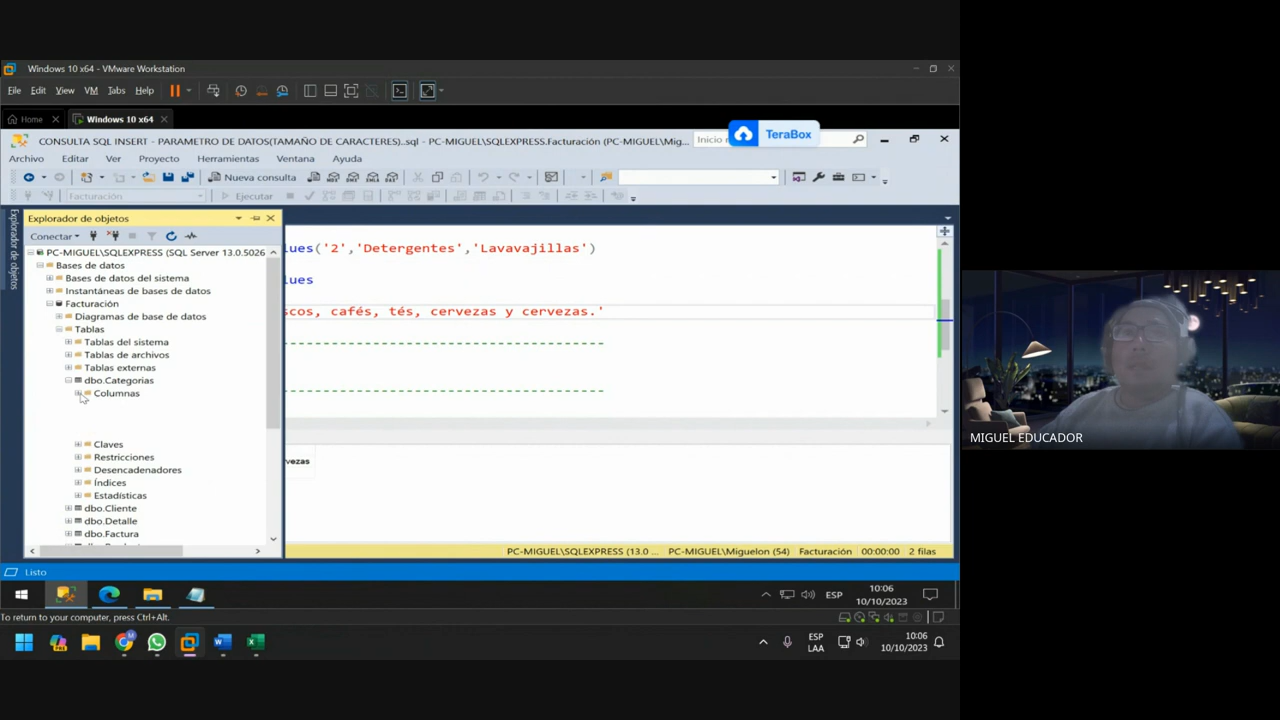 Windows 10 x64 - VMware Workstation
File Edit View VM Tabs Help
Home Windows 10 x64
CONSULTA SQL INSERT - PARAMETRO DE DATOS(TAMAÑO DE CARACTERES)..sql - PC-MIGUEL\SQLEXPRESS.Facturación (PC-MIGUEL\Mig...
Inicio
TeraBox
Archivo Editar Ver Proyecto Herramientas Ventana Ayuda
Nueva consulta
Facturación Ejecutar
Explorador de objetos
Explorador de objetos
Conectar
PC-MIGUEL\SQLEXPRESS (SQL Server 13.0.5026
Bases de datos
Bases de datos del sistema
Instantáneas de bases de datos
Facturación
Diagramas de base de datos
Tablas
Tablas del sistema
Tablas de archivos
Tablas externas
dbo.Categorias
Columnas
Claves
Restricciones
Desencadenadores
Índices
Estadísticas
dbo.Cliente
dbo.Detalle
dbo.Factura
lues('2','Detergentes','Lavavajillas')
lues
scos, cafés, tés, cervezas y cervezas.'
--------------------------------------
--------------------------------------
vezas
PC-MIGUEL\SQLEXPRESS (13.0 ... PC-MIGUEL\Miguelon (54) Facturación 00:00:00 2 filas
Listo
ESP
10:06
10/10/2023
To return to your computer, press Ctrl+Alt.
ESP
LAA
10:06
10/10/2023
MIGUEL EDUCADOR